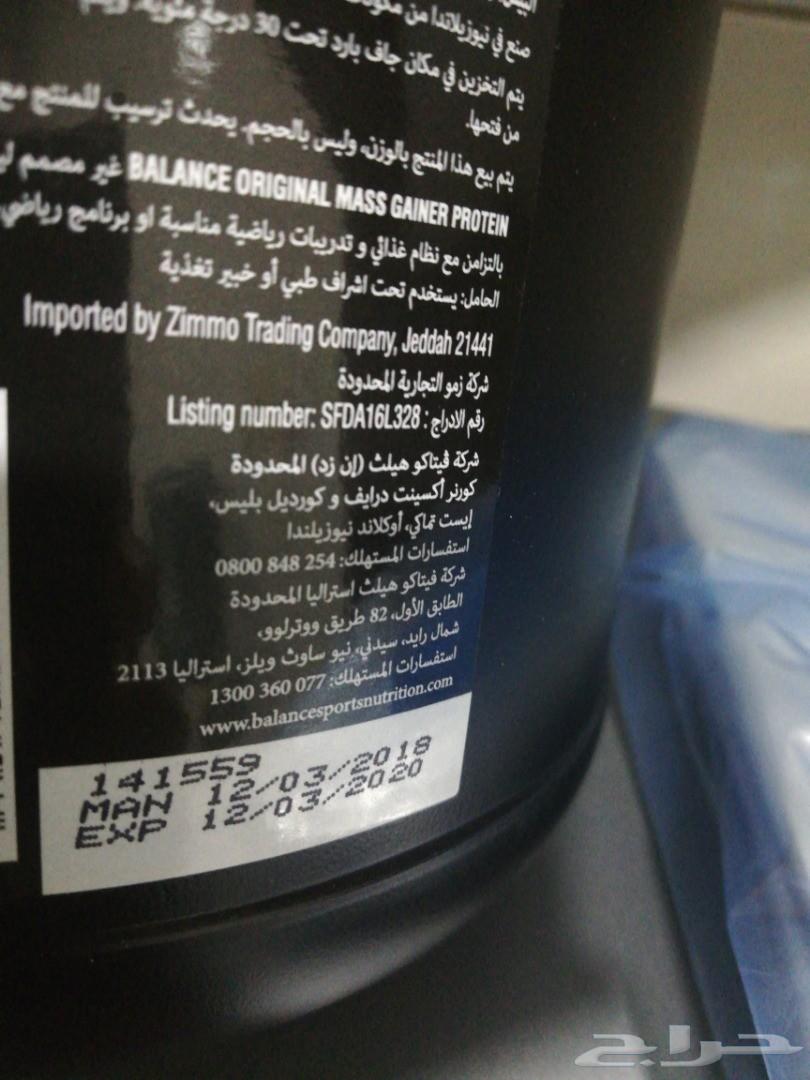 صنع في نيوزيلاندا من مكونات
يتم التخزين في مكان جاف بارد تحت 30 درجة مئوية. ويتم
من فتحها.
يتم بيع هذا المنتج بالوزن، وليس بالحجم. يحدث ترسيب للمنتج مع
BALANCE ORIGINAL MASS GAINER PROTEIN غير مصمم
بالتزامن مع نظام غذائي و تدريبات رياضية مناسبة او برنامج رياضي
الحامل: يستخدم تحت اشراف طبي أو خبير تغذية
Imported by Zimmo Trading Company, Jeddah 21441
شركة زمو التجارية المحدودة
رقم الادراج : Listing number: SFDA16L328
شركة فيتاكو هيلث (إن زد) المحدودة
كورنر أكسينت درايف و كورديل بليس،
إيست تماكي، أوكلاند نيوزيلندا
استفسارات المستهلك: 254 848 0800
شركة فيتاكو هيلث استراليا المحدودة
الطابق الأول، 82 طريق ووترلوو،
شمال رايد، سيدني، نيو ساوث ويلز، استراليا 2113
استفسارات المستهلك: 077 360 1300
www.balancesportsnutrition.com
141559
MAN 12/03/2018
EXP 12/03/2020
حراج